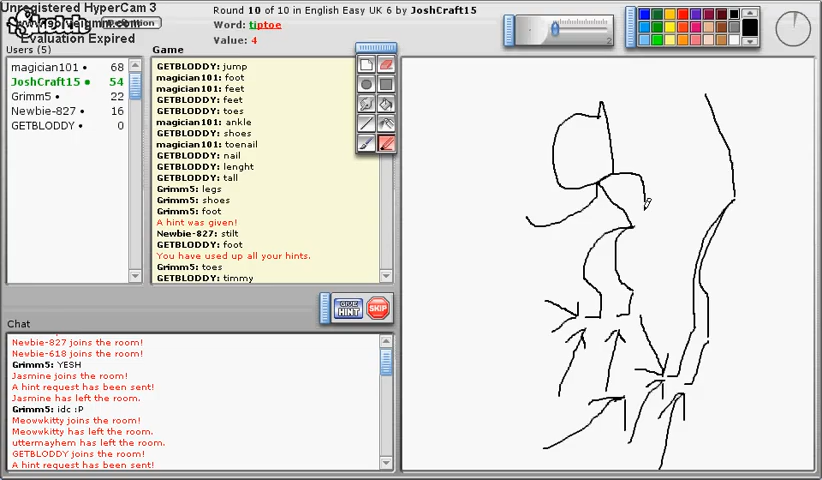 Unregistered HyperCam 3
Evaluation Expired
Round 10 of 10 in English Easy UK 6 by JoshCraft15
Word: tiptoe
Value: 4
2
Users (5)
magician101 • 68
JoshCraft15 • 54
Grimm5 • 22
Newbie-827 • 16
GETBLODDY • 0
Game
GETBLODDY: jump
magician101: foot
magician101: feet
GETBLODDY: feet
GETBLODDY: toes
magician101: ankle
GETBLODDY: shoes
magician101: toenail
GETBLODDY: nail
GETBLODDY: lenght
GETBLODDY: tall
Grimm5: legs
Grimm5: shoes
Grimm5: foot
A hint was given!
Newbie-827: stilt
GETBLODDY: foot
You have used up all your hints.
Grimm5: toes
GETBLODDY: timmy
GIVE HINT
SKIP
Chat
Newbie-827 joins the room!
Newbie-618 joins the room!
Grimm5: YESH
Jasmine joins the room!
A hint request has been sent!
Jasmine has left the room.
Grimm5: idc :P
Meowwkitty joins the room!
Meowwkitty has left the room.
uttermayhem has left the room.
GETBLODDY joins the room!
A hint request has been sent!